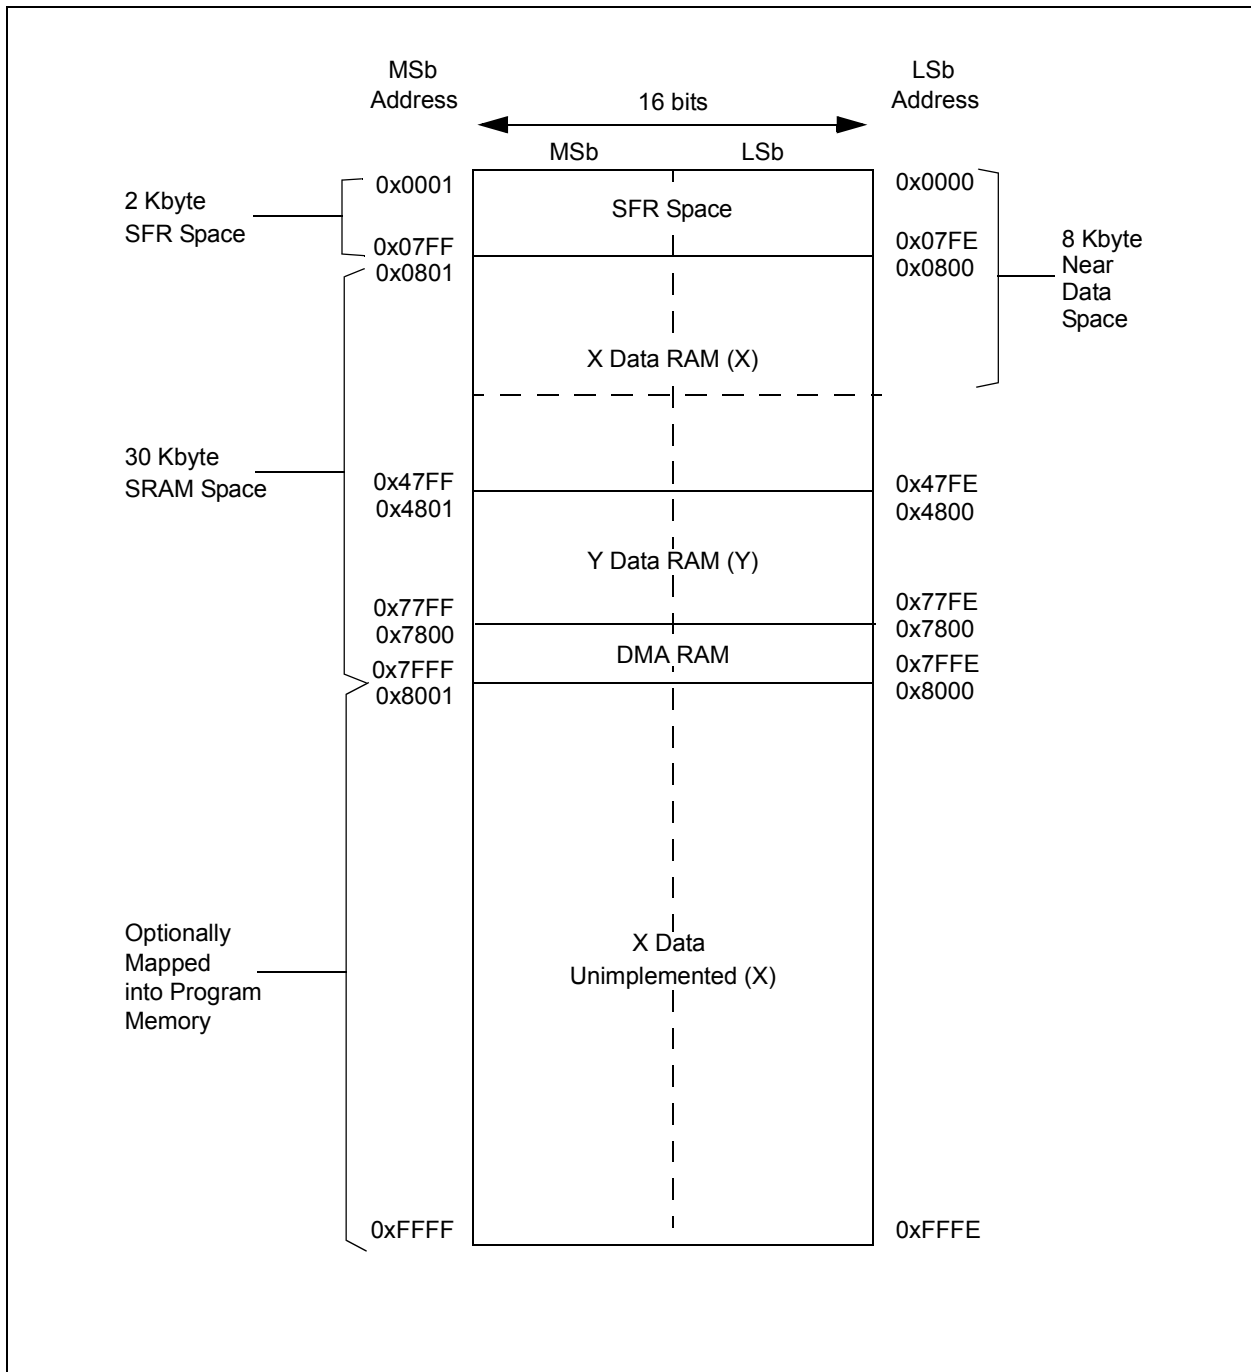 MSb
Address
LSb
Address
16 bits
MSb
LSb
0x0001
0x0000
2 Kbyte
SFR Space
SFR Space
0x07FF
0x0801
0x07FE
0x0800
8 Kbyte
Near
Data
Space
X Data RAM (X)
30 Kbyte
SRAM Space
0x47FF
0x4801
0x47FE
0x4800
Y Data RAM (Y)
0x77FF
0x7800
0x77FE
0x7800
DMA RAM
0x7FFF
0x8001
0x7FFE
0x8000
Optionally
Mapped
into Program
Memory
X Data
Unimplemented (X)
0xFFFF
0xFFFE